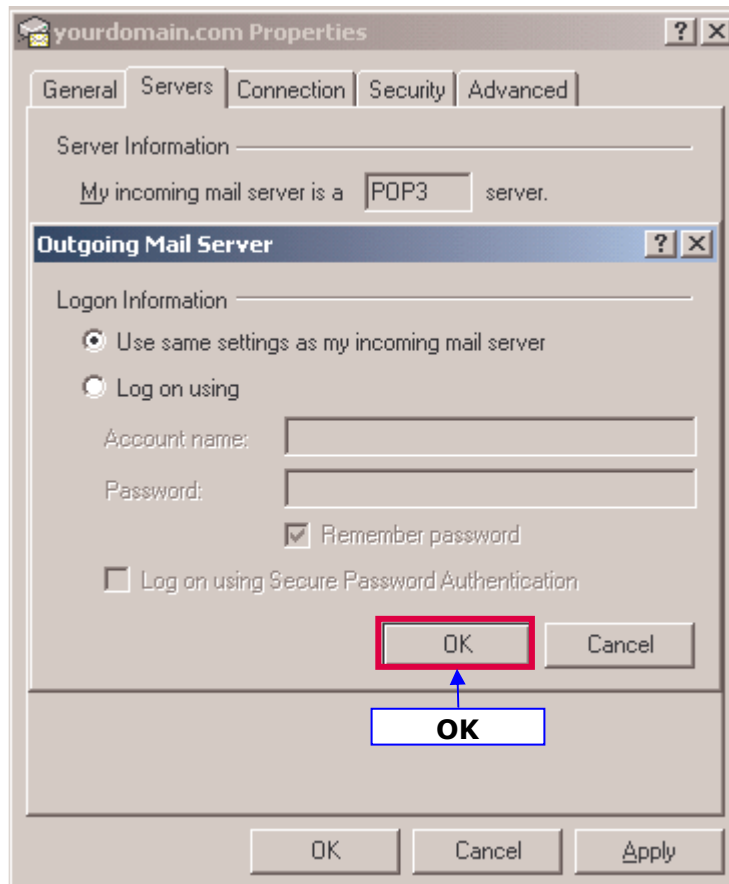 yourdomain.com Properties
General Servers Connection Security Advanced
Server Information
My incoming mail server is a POP3 server.
Outgoing Mail Server
Logon Information
Use same settings as my incoming mail server
Log on using
Account name:
Password:
Remember password
Log on using Secure Password Authentication
OK Cancel
OK
OK Cancel Apply